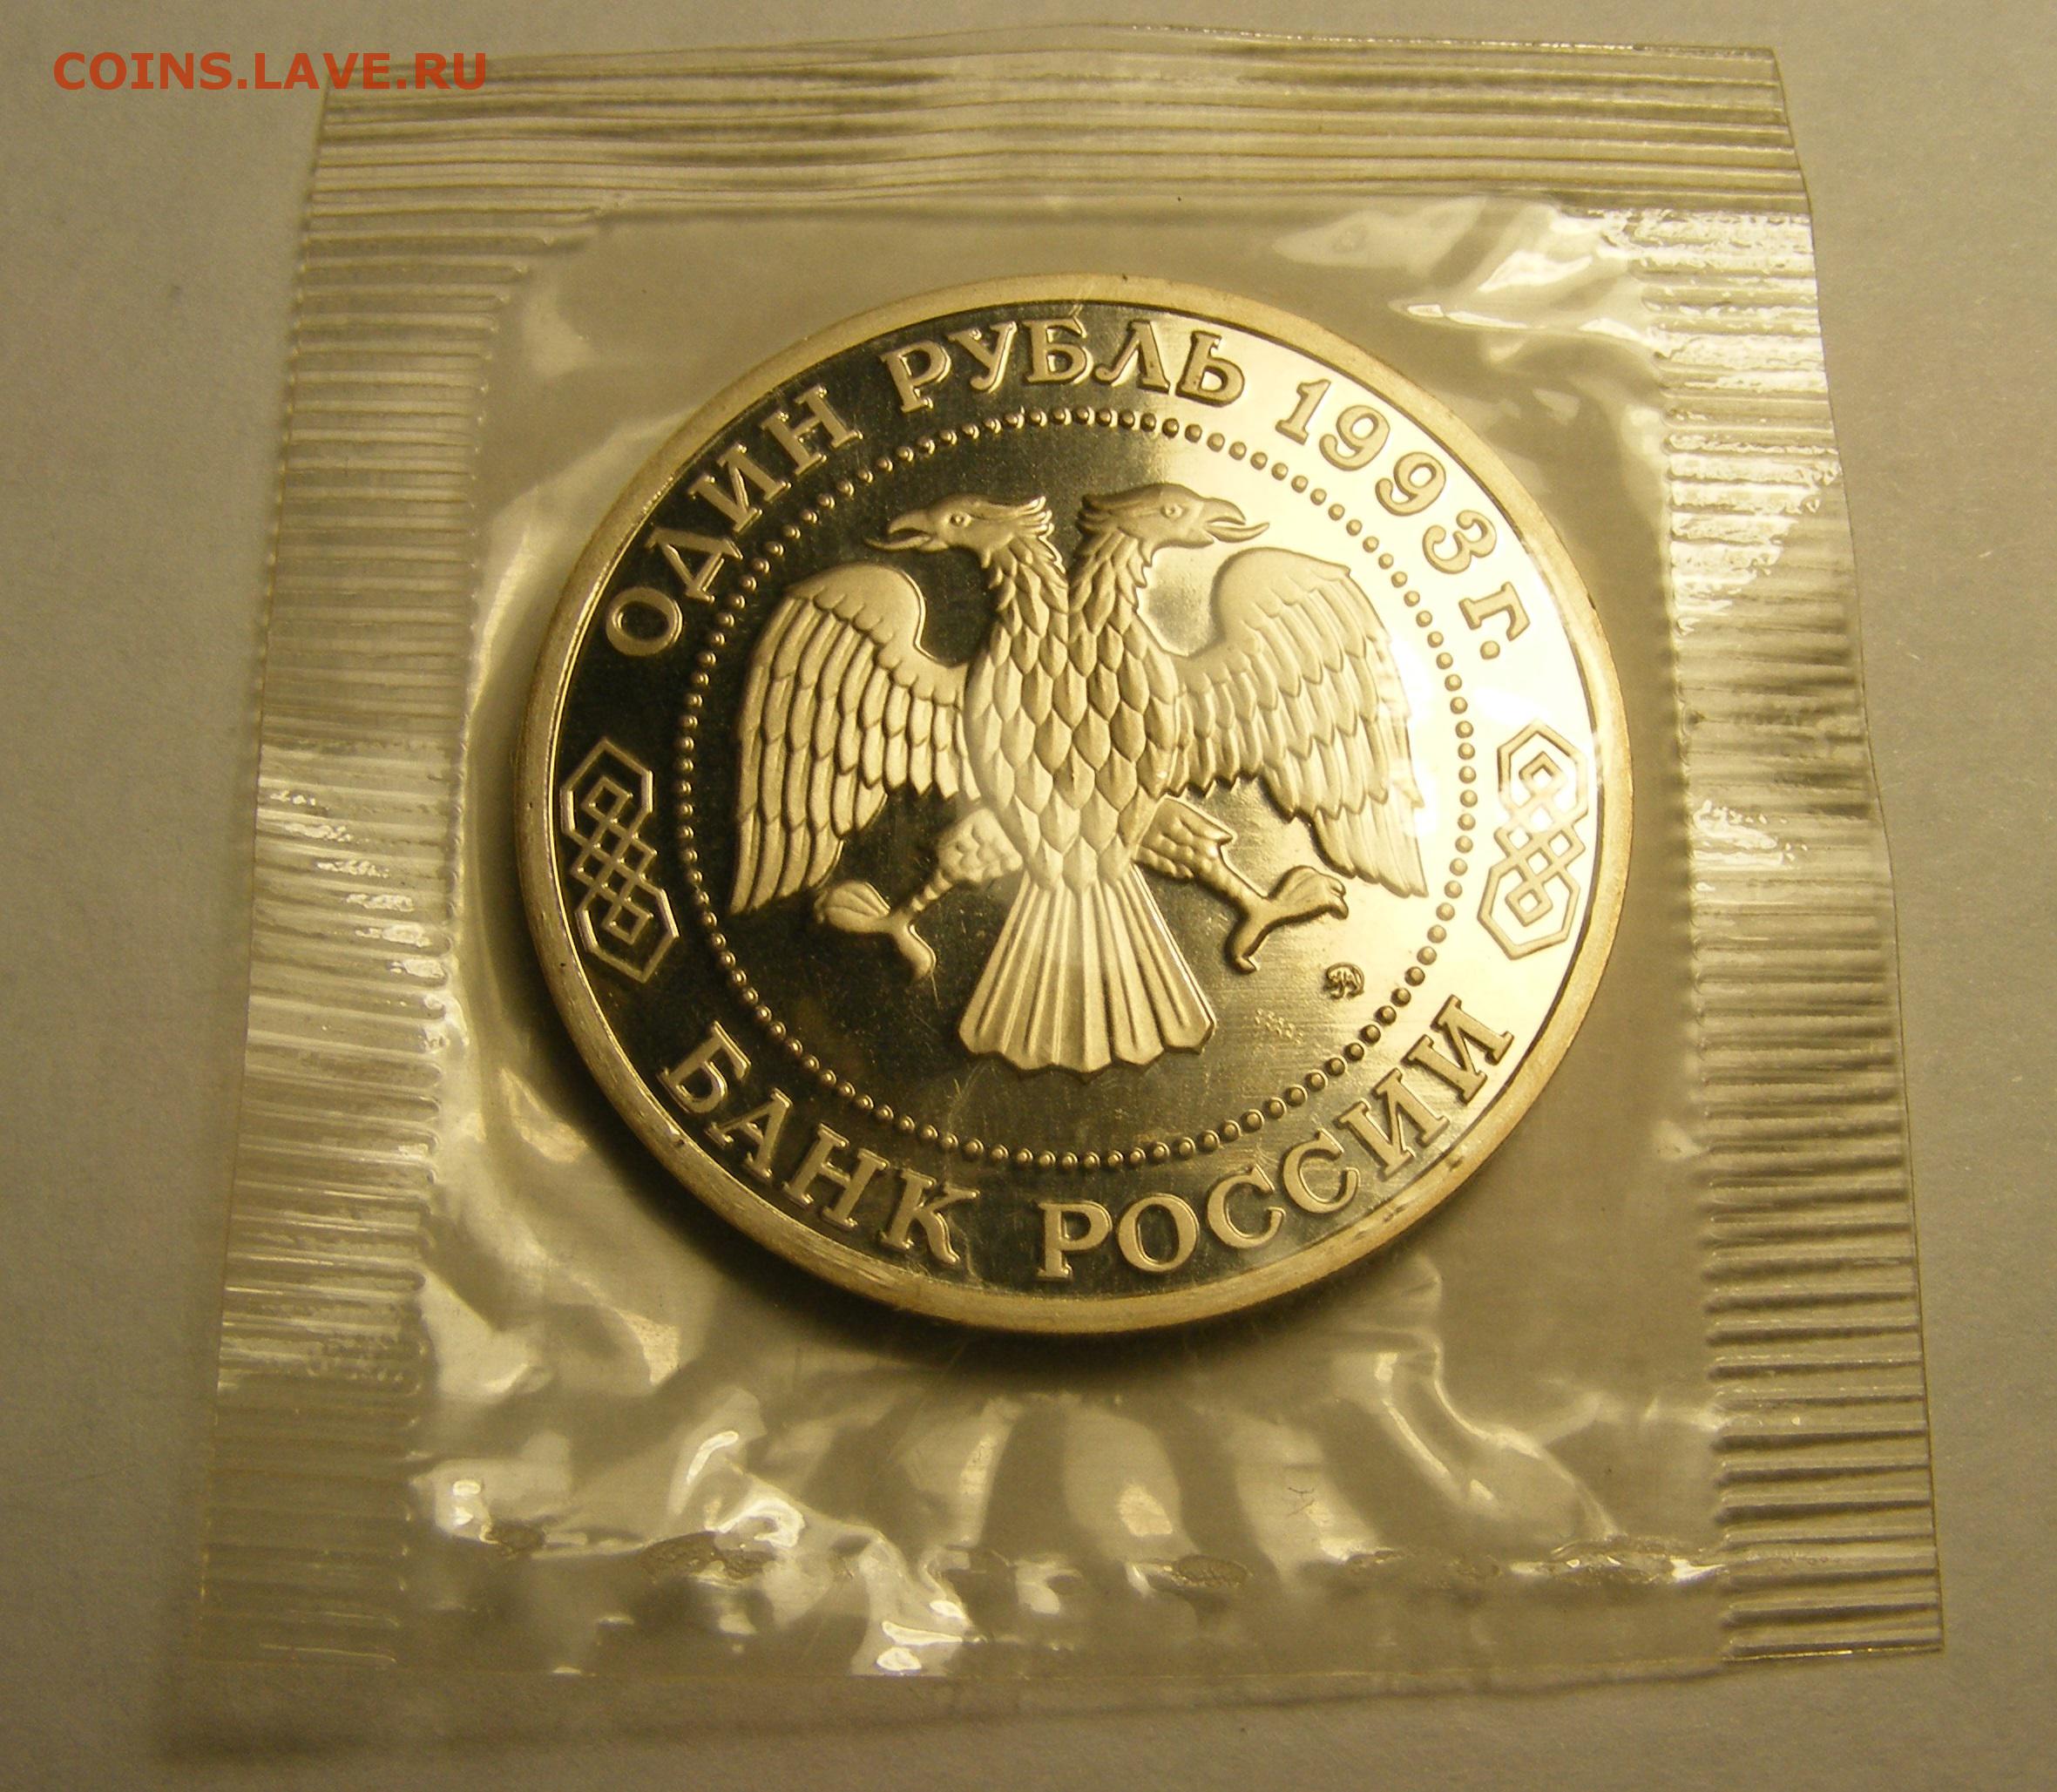 COINS.LAVE.RU
ОДИН РУБЛЬ 1993 Г.
БАНК РОССИИ